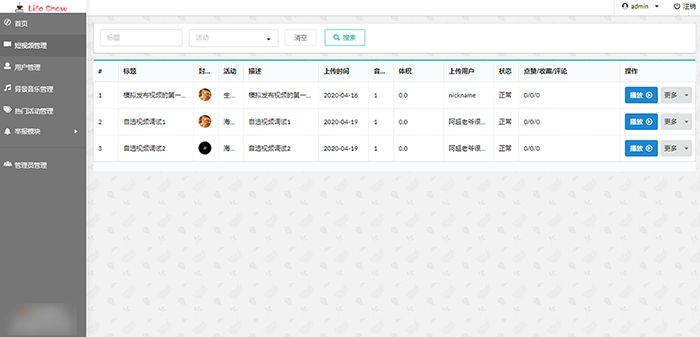 Life Show
admin
注销
首页
短视频管理
用户管理
背景音乐管理
热门活动管理
举报模块
管理员管理
标题
活动
清空
搜索
# 标题 封... 活动 描述 上传时间 音... 体积 上传用户 状态 点赞/收藏/评论 操作
1 模拟发布视频的第一... 生... 模拟发布视频的第一... 2020-04-16 1 0.0 nickname 正常 0/0/0 播放 更多
2 自选视频调试1 海... 自选视频调试1 2020-04-19 1 0.0 阿超老爷很... 正常 0/0/0 播放 更多
3 自选视频调试2 海... 自选视频调试2 2020-04-19 1 0.0 阿超老爷很... 正常 0/0/0 播放 更多